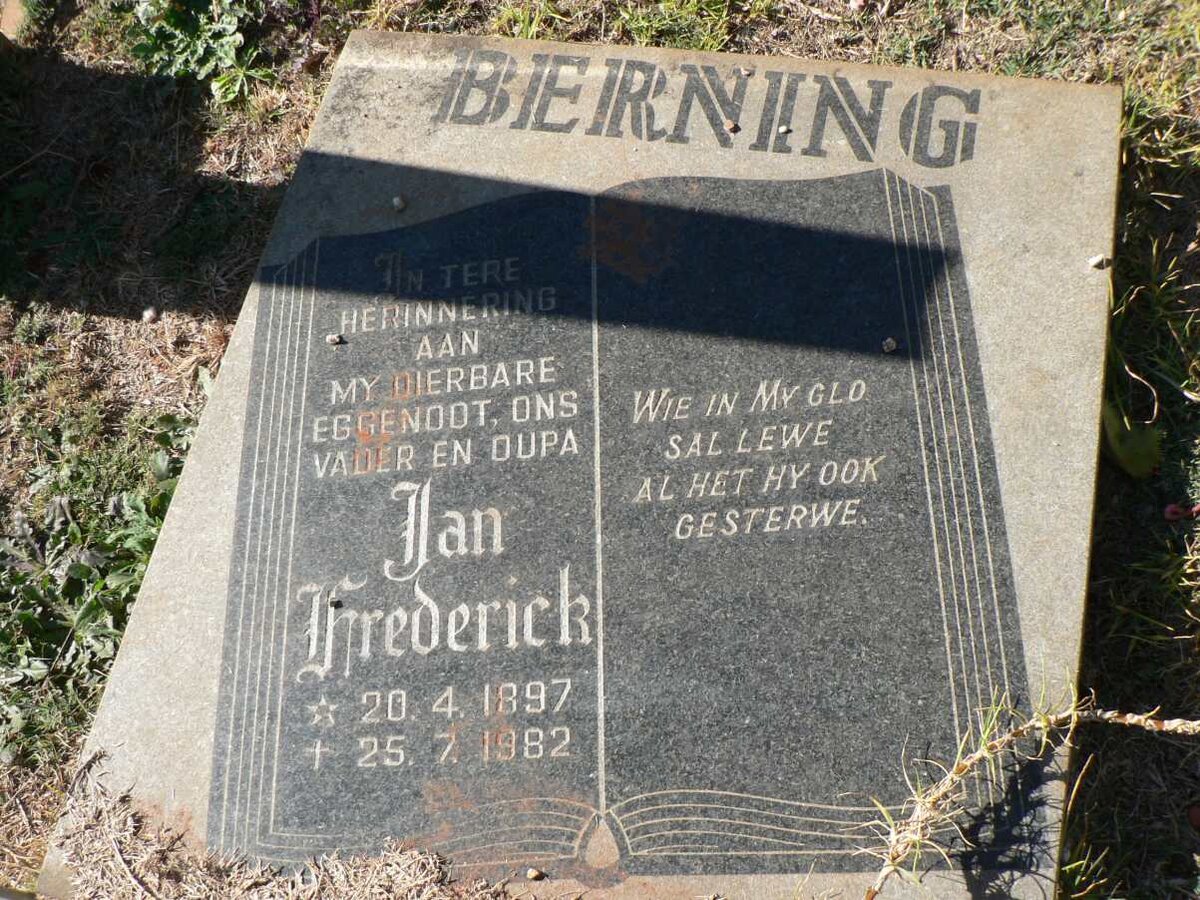 BERNING
IN TERE
HERINNERING
AAN
MY DIERBARE
EGGENOOT, ONS
VADER EN OUPA
Jan
Frederick
☆ 20. 4. 1897
+ 25. 7. 1982
WIE IN MY GLO
SAL LEWE
AL HET HY OOK
GESTERWE.